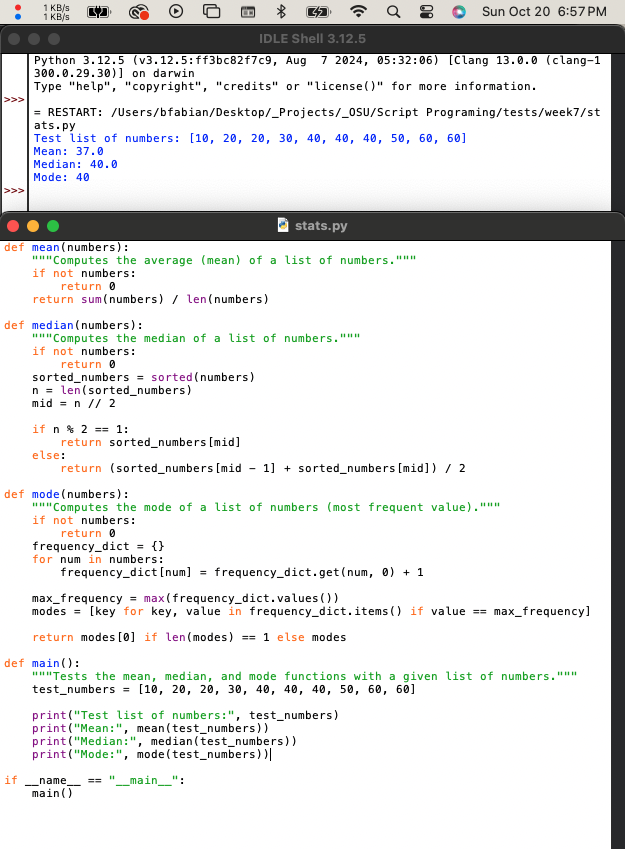 1 KB/s
1 KB/s
Sun Oct 20 6:57 PM
IDLE Shell 3.12.5
Python 3.12.5 (v3.12.5:ff3bc82f7c9, Aug  7 2024, 05:32:06) [Clang 13.0.0 (clang-1
300.0.29.30)] on darwin
Type "help", "copyright", "credits" or "license()" for more information.
>>>
= RESTART: /Users/bfabian/Desktop/_Projects/_OSU/Script Programing/tests/week7/st
ats.py
Test list of numbers: [10, 20, 20, 30, 40, 40, 40, 50, 60, 60]
Mean: 37.0
Median: 40.0
Mode: 40
>>>
stats.py
def mean(numbers):
    """Computes the average (mean) of a list of numbers."""
    if not numbers:
        return 0
    return sum(numbers) / len(numbers)
def median(numbers):
    """Computes the median of a list of numbers."""
    if not numbers:
        return 0
    sorted_numbers = sorted(numbers)
    n = len(sorted_numbers)
    mid = n // 2
    if n % 2 == 1:
        return sorted_numbers[mid]
    else:
        return (sorted_numbers[mid - 1] + sorted_numbers[mid]) / 2
def mode(numbers):
    """Computes the mode of a list of numbers (most frequent value)."""
    if not numbers:
        return 0
    frequency_dict = {}
    for num in numbers:
        frequency_dict[num] = frequency_dict.get(num, 0) + 1
    max_frequency = max(frequency_dict.values())
    modes = [key for key, value in frequency_dict.items() if value == max_frequency]
    return modes[0] if len(modes) == 1 else modes
def main():
    """Tests the mean, median, and mode functions with a given list of numbers."""
    test_numbers = [10, 20, 20, 30, 40, 40, 40, 50, 60, 60]
    print("Test list of numbers:", test_numbers)
    print("Mean:", mean(test_numbers))
    print("Median:", median(test_numbers))
    print("Mode:", mode(test_numbers))
if __name__ == "__main__":
    main()